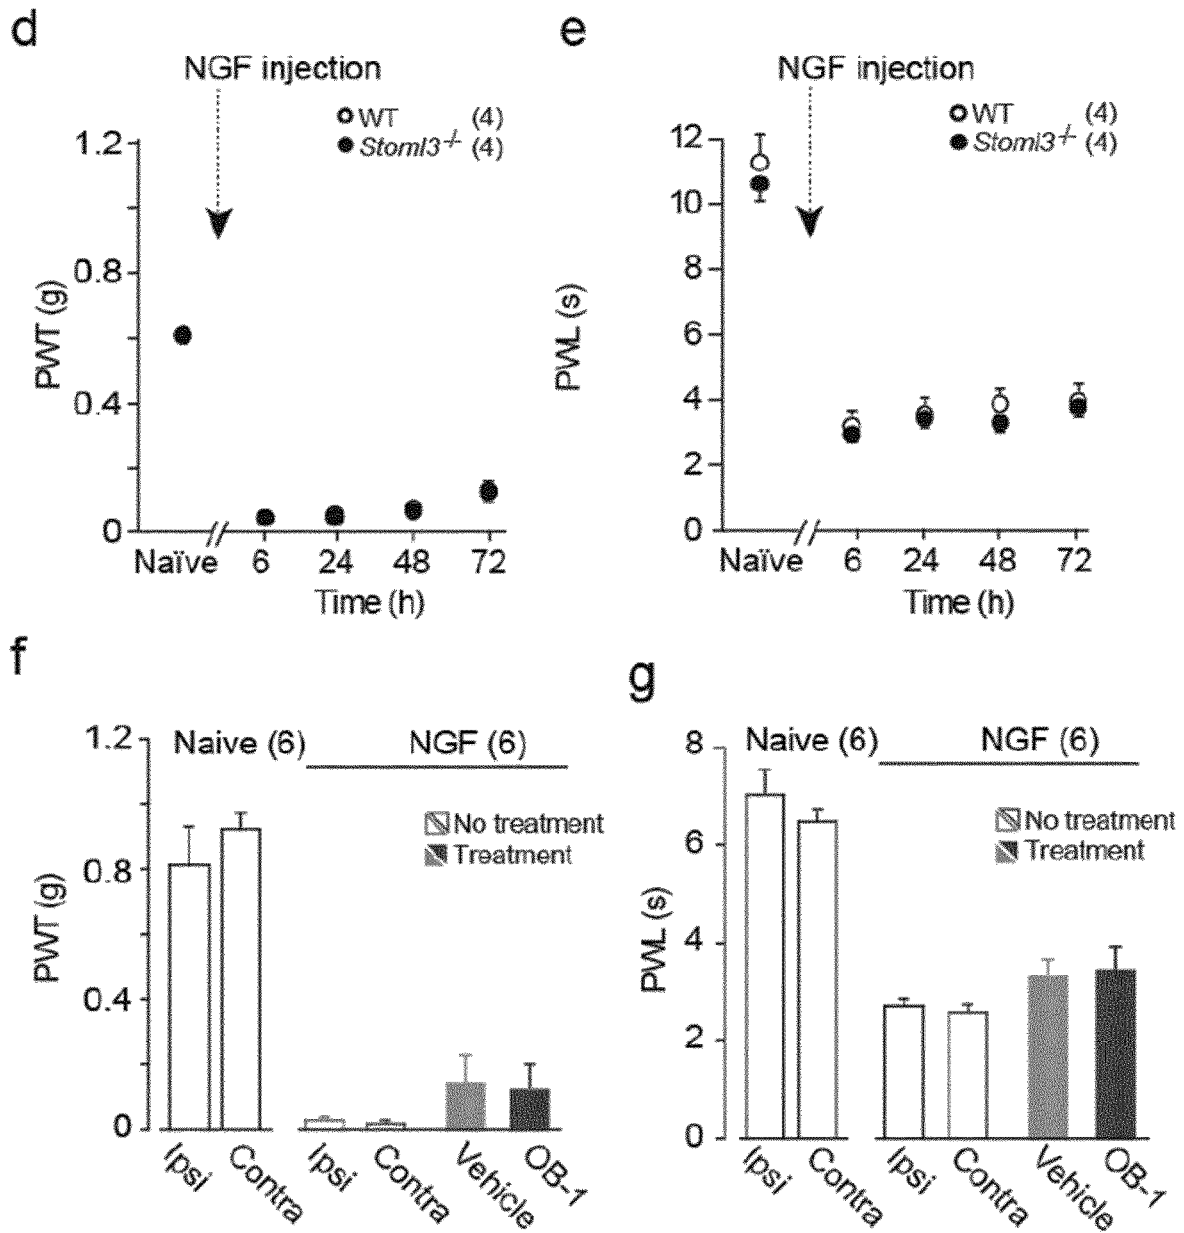 d
NGF injection
WT (4)
Stoml3-/- (4)
1.2
0.8
0.4
0
PWT (g)
Naïve 6 24 48 72
Time (h)
e
NGF injection
WT (4)
Stoml3-/- (4)
12
10
8
6
4
2
0
PWL (s)
Naïve 6 24 48 72
Time (h)
f
1.2
0.8
0.4
0
PWT (g)
Naive (6) NGF (6)
No treatment
Treatment
Ipsi Contra Ipsi Contra Vehicle OB-1
g
8
6
4
2
0
PWL (s)
Naive (6) NGF (6)
No treatment
Treatment
Ipsi Contra Ipsi Contra Vehicle OB-1